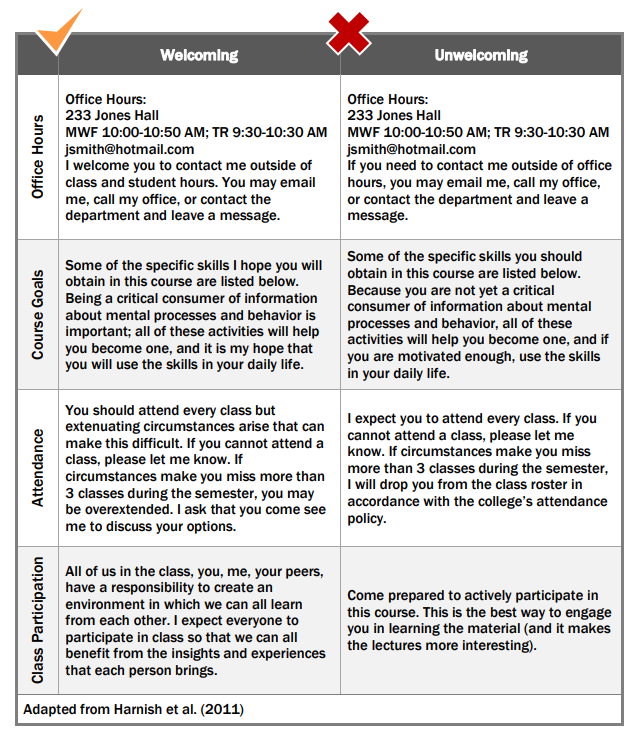 Welcoming
Unwelcoming
Office Hours
Office Hours:
233 Jones Hall
MWF 10:00-10:50 AM; TR 9:30-10:30 AM
jsmith@hotmail.com
I welcome you to contact me outside of
class and student hours. You may email
me, call my office, or contact the
department and leave a message.
Office Hours:
233 Jones Hall
MWF 10:00-10:50 AM; TR 9:30-10:30 AM
jsmith@hotmail.com
If you need to contact me outside of office
hours, you may email me, call my office,
or contact the department and leave a
message.
Course Goals
Some of the specific skills I hope you will
obtain in this course are listed below.
Being a critical consumer of information
about mental processes and behavior is
important; all of these activities will help
you become one, and it is my hope that
you will use the skills in your daily life.
Some of the specific skills you should
obtain in this course are listed below.
Because you are not yet a critical
consumer of information about mental
processes and behavior, all of these
activities will help you become one, and if
you are motivated enough, use the skills
in your daily life.
Attendance
You should attend every class but
extenuating circumstances arise that can
make this difficult. If you cannot attend a
class, please let me know. If
circumstances make you miss more than
3 classes during the semester, you may
be overextended. I ask that you come see
me to discuss your options.
I expect you to attend every class. If you
cannot attend a class, please let me
know. If circumstances make you miss
more than 3 classes during the semester,
I will drop you from the class roster in
accordance with the college's attendance
policy.
Class Participation
All of us in the class, you, me, your peers,
have a responsibility to create an
environment in which we can all learn
from each other. I expect everyone to
participate in class so that we can all
benefit from the insights and experiences
that each person brings.
Come prepared to actively participate in
this course. This is the best way to engage
you in learning the material (and it makes
the lectures more interesting).
Adapted from Harnish et al. (2011)